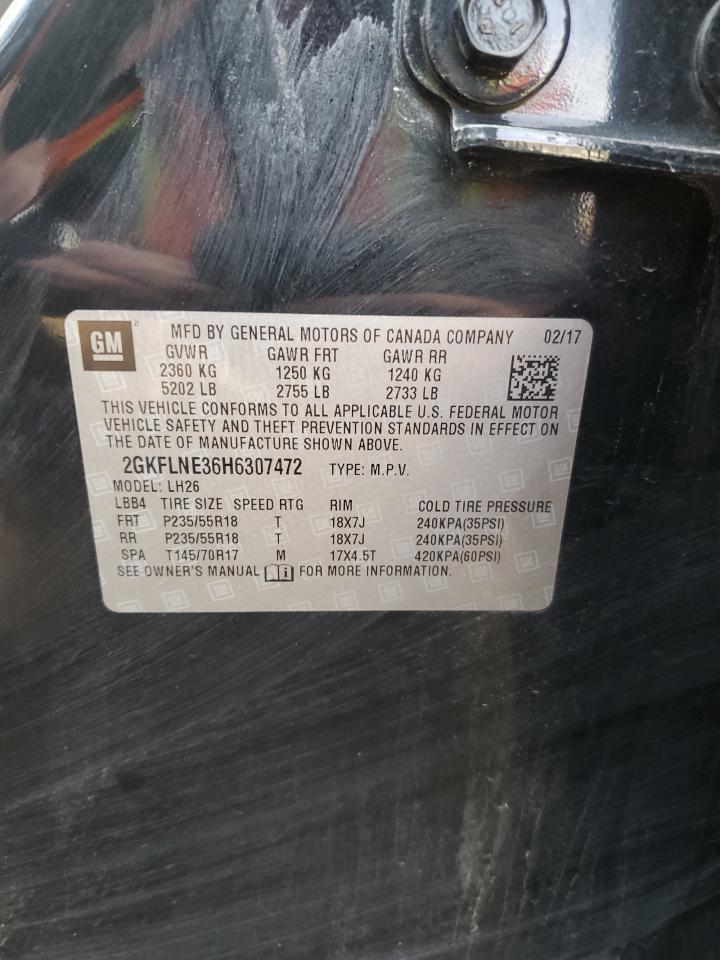 GM MFD BY GENERAL MOTORS OF CANADA COMPANY 02/17
GVWR GAWR FRT GAWR RR
2360 KG 1250 KG 1240 KG
5202 LB 2755 LB 2733 LB
THIS VEHICLE CONFORMS TO ALL APPLICABLE U.S. FEDERAL MOTOR
VEHICLE SAFETY AND THEFT PREVENTION STANDARDS IN EFFECT ON
THE DATE OF MANUFACTURE SHOWN ABOVE.
2GKFLNE36H6307472 TYPE: M.P.V.
MODEL: LH26
LBB4 TIRE SIZE SPEED RTG RIM COLD TIRE PRESSURE
FRT P235/55R18 T 18X7J 240KPA(35PSI)
RR P235/55R18 T 18X7J 240KPA(35PSI)
SPA T145/70R17 M 17X4.5T 420KPA(60PSI)
SEE OWNER'S MANUAL FOR MORE INFORMATION.